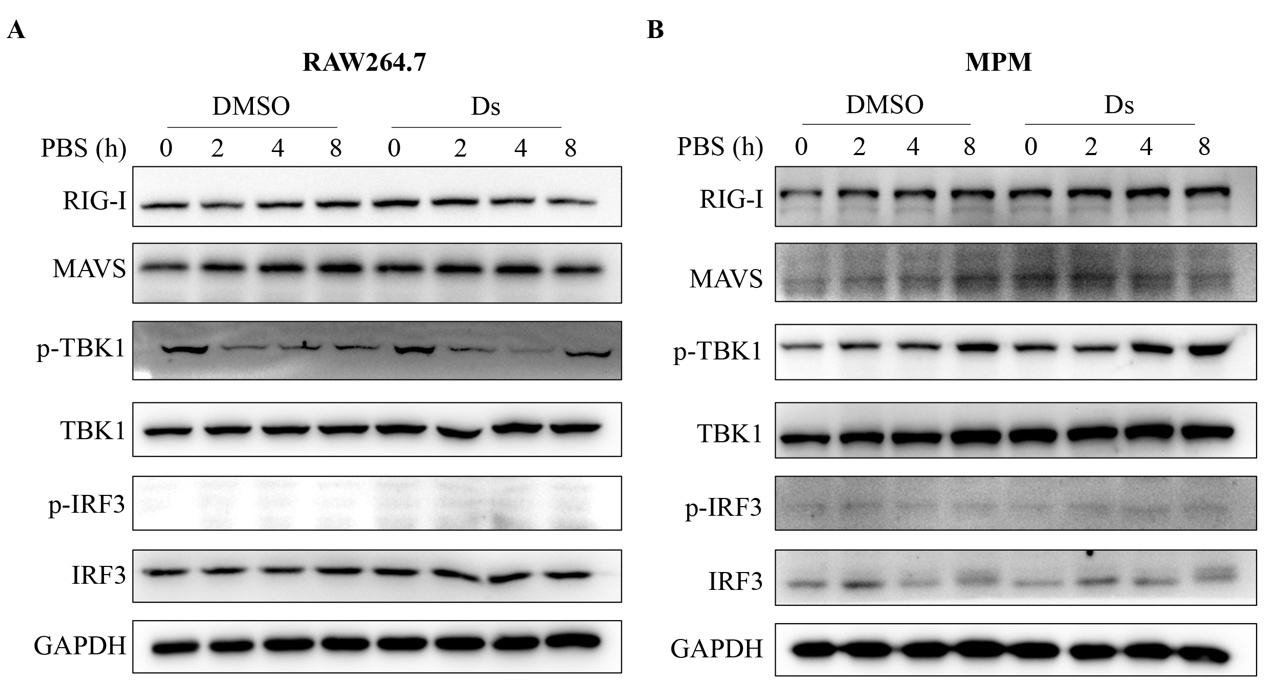 A
RAW264.7
DMSO Ds
PBS (h) 0 2 4 8 0 2 4 8
RIG-I
MAVS
p-TBK1
TBK1
p-IRF3
IRF3
GAPDH
B
MPM
DMSO Ds
PBS (h) 0 2 4 8 0 2 4 8
RIG-I
MAVS
p-TBK1
TBK1
p-IRF3
IRF3
GAPDH